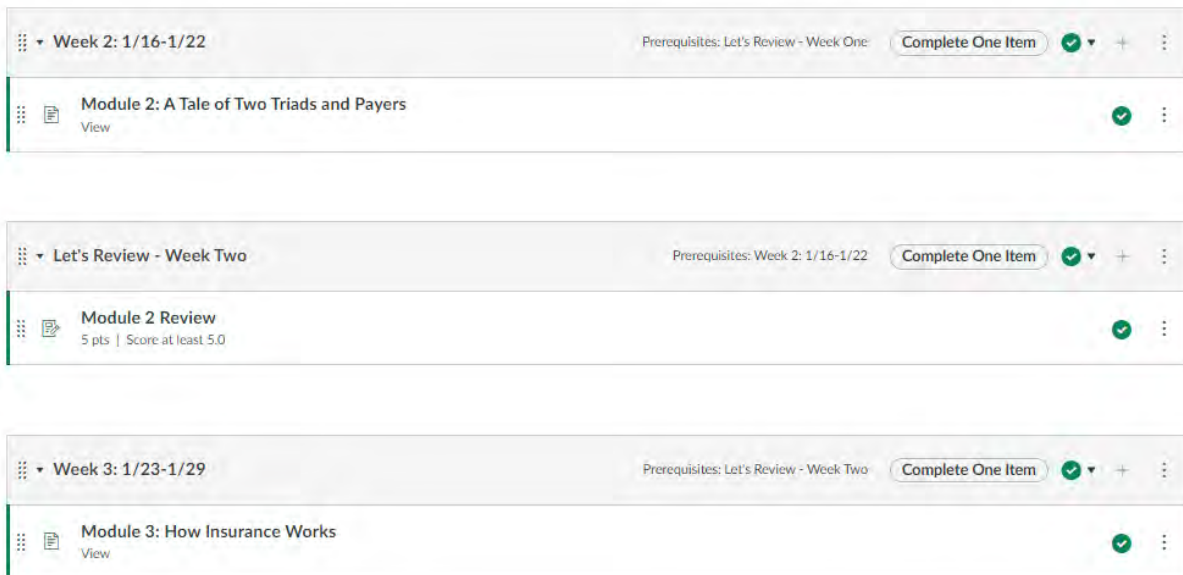 Week 2: 1/16-1/22 Prerequisites: Let's Review - Week One Complete One Item
Module 2: A Tale of Two Triads and Payers
View
Let's Review - Week Two Prerequisites: Week 2: 1/16-1/22 Complete One Item
Module 2 Review
5 pts | Score at least 5.0
Week 3: 1/23-1/29 Prerequisites: Let's Review - Week Two Complete One Item
Module 3: How Insurance Works
View